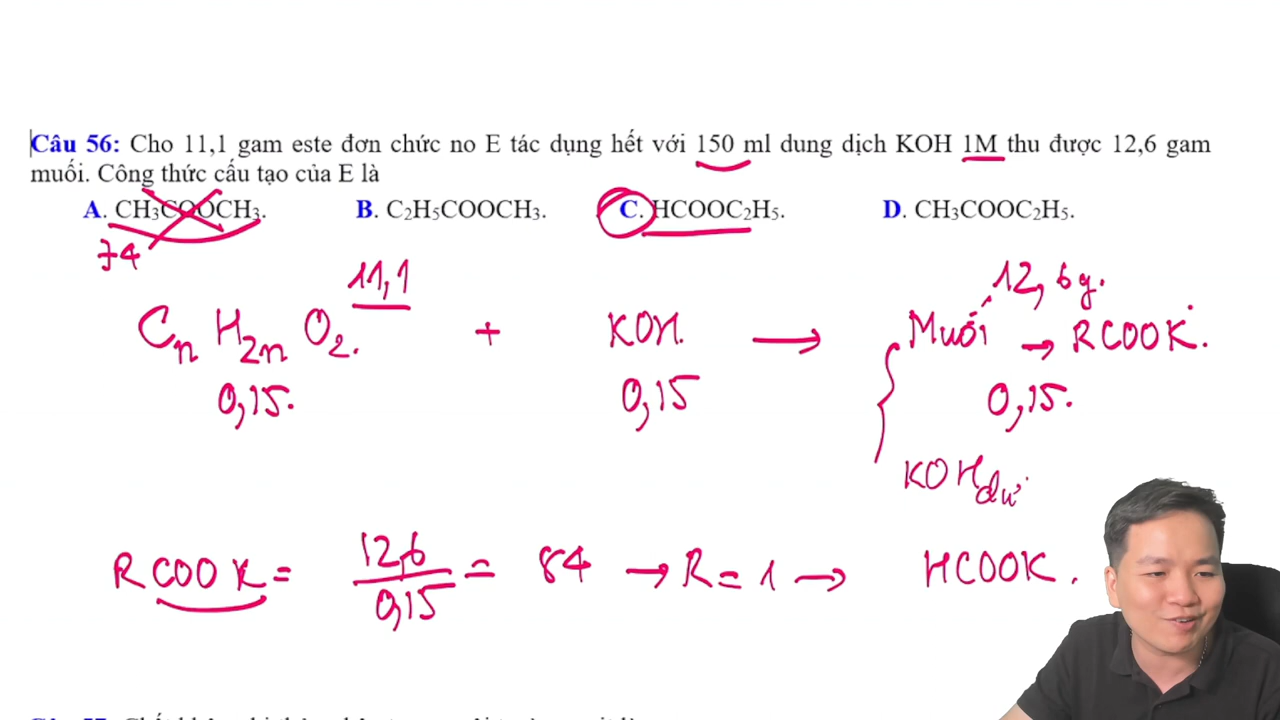 Câu 56: Cho 11,1 gam este đơn chức no E tác dụng hết với 150 ml dung dịch KOH 1M thu được 12,6 gam
muối. Công thức cấu tạo của E là
A. CH₃COOCH₃. B. C₂H₅COOCH₃. C. HCOOC₂H₅. D. CH₃COOC₂H₅.
74
11,1
12,6g.
CₙH₂ₙO₂. + KOH. → Muối → RCOOK.
0,15. 0,15 0,15.
KOH dư
RCOOK = 12,6 / 0,15 = 84 → R = 1 → HCOOK.